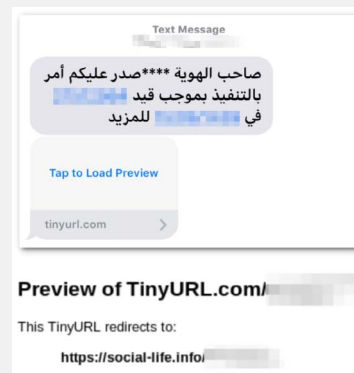 Text Message
صاحب الهوية ****صدر عليكم أمر
بالتنفيذ بموجب قيد
في للمزيد
Tap to Load Preview
tinyurl.com
Preview of TinyURL.com/
This TinyURL redirects to:
https://social-life.info/